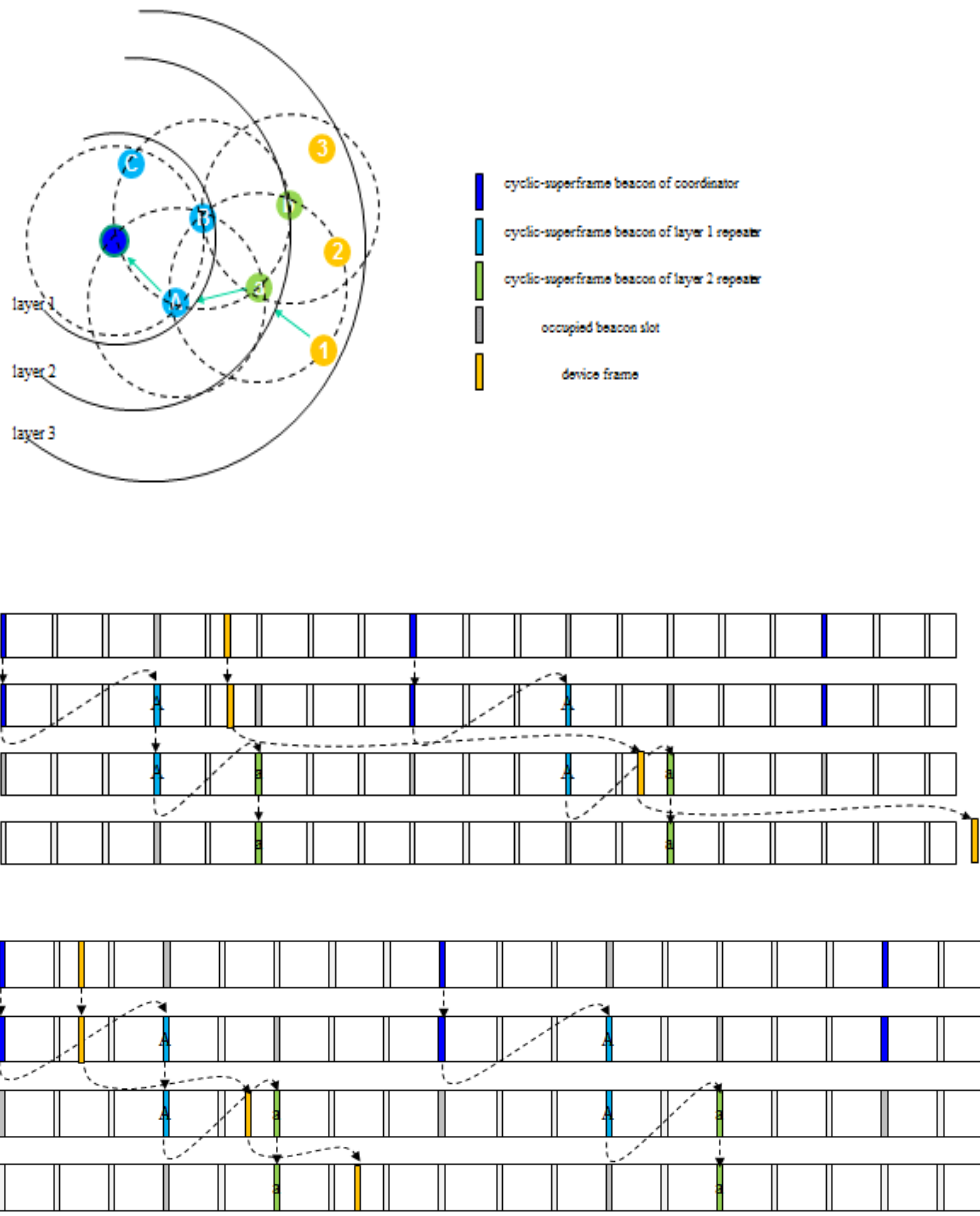 C
3
B
2
A
1
layer 1
layer 2
layer 3
cyclic-superframe beacon of coordinator
cyclic-superframe beacon of layer 1 repeater
cyclic-superframe beacon of layer 2 repeater
occupied beacon slot
device frame
A A
A a A a
a a
A A
A a A a
a a